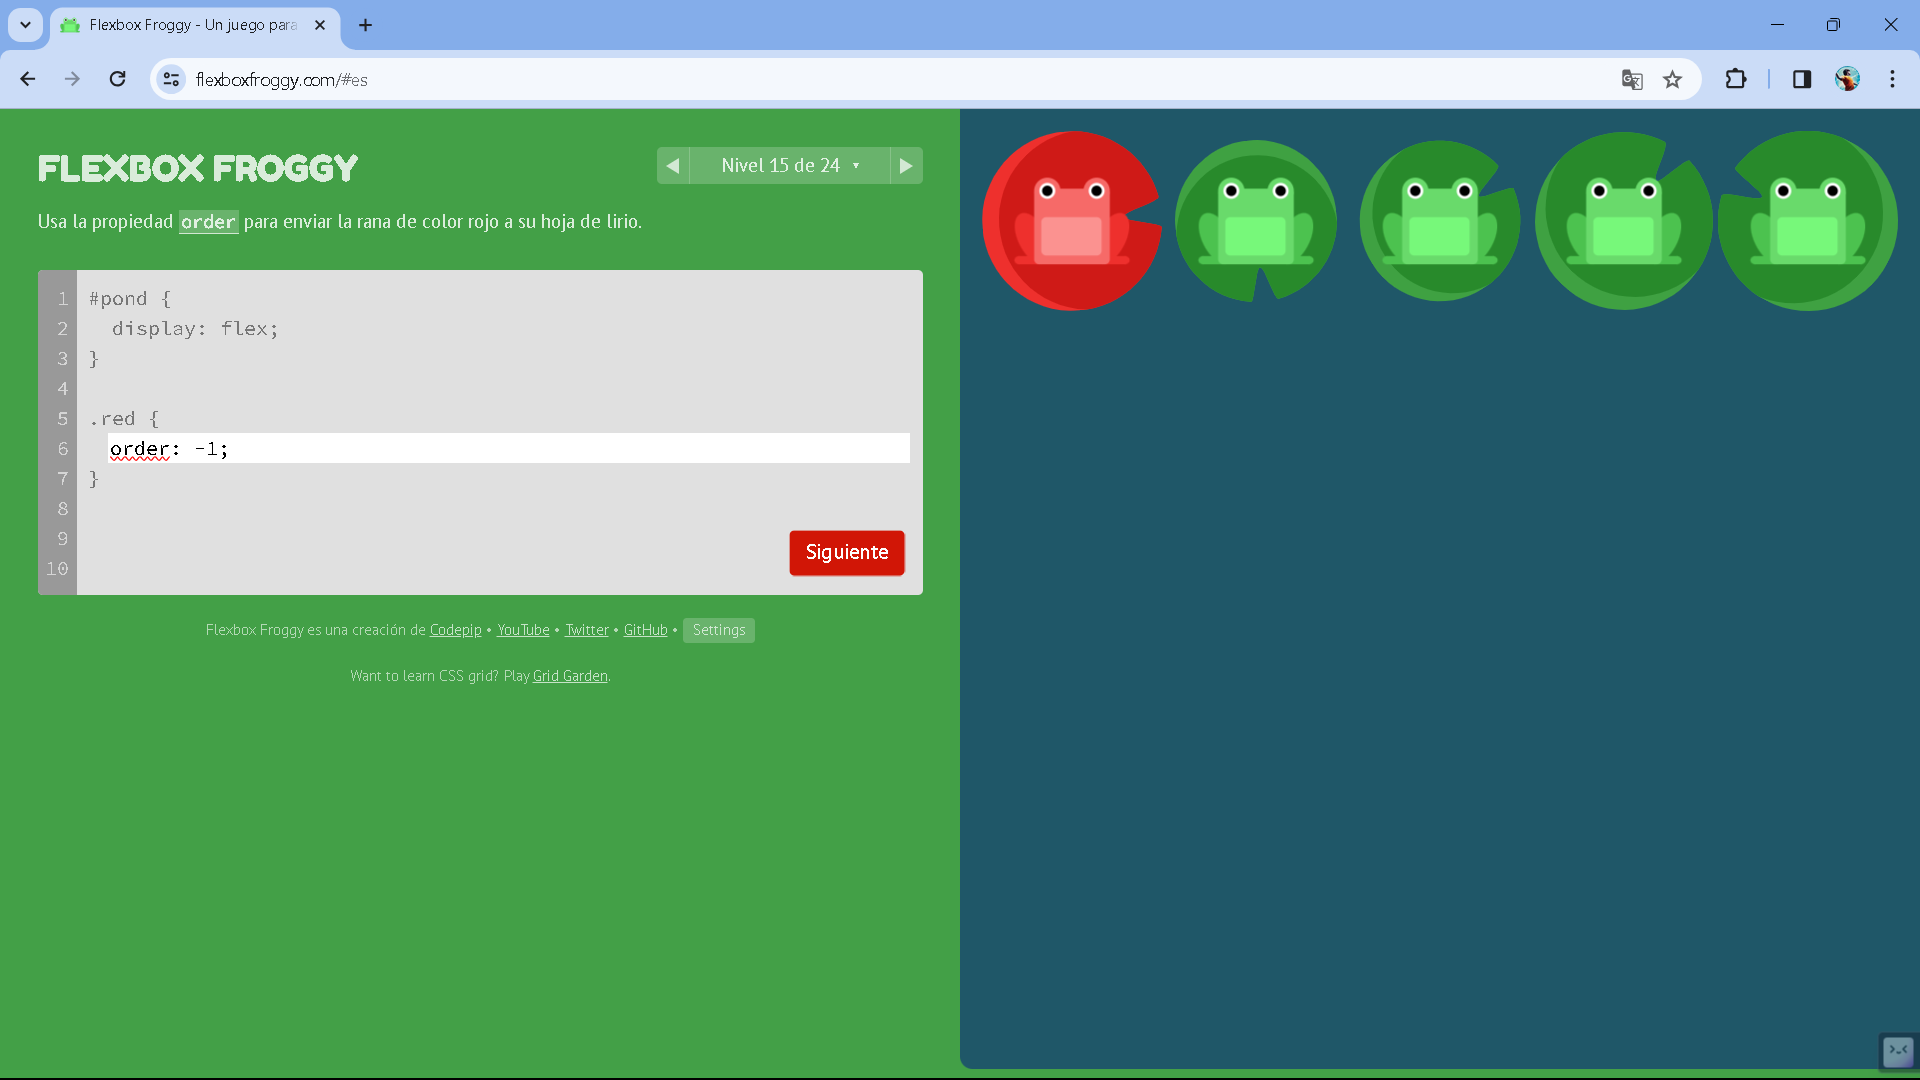 Flexbox Froggy - Un juego para
flexboxfroggy.com/#es
FLEXBOX FROGGY
Nivel 15 de 24 ▾
Usa la propiedad order para enviar la rana de color rojo a su hoja de lirio.
1 #pond {
2 display: flex;
3 }
4
5 .red {
6 order: -1;
7 }
8
9
10
Siguiente
Flexbox Froggy es una creación de Codepip • YouTube • Twitter • GitHub • Settings
Want to learn CSS grid? Play Grid Garden.